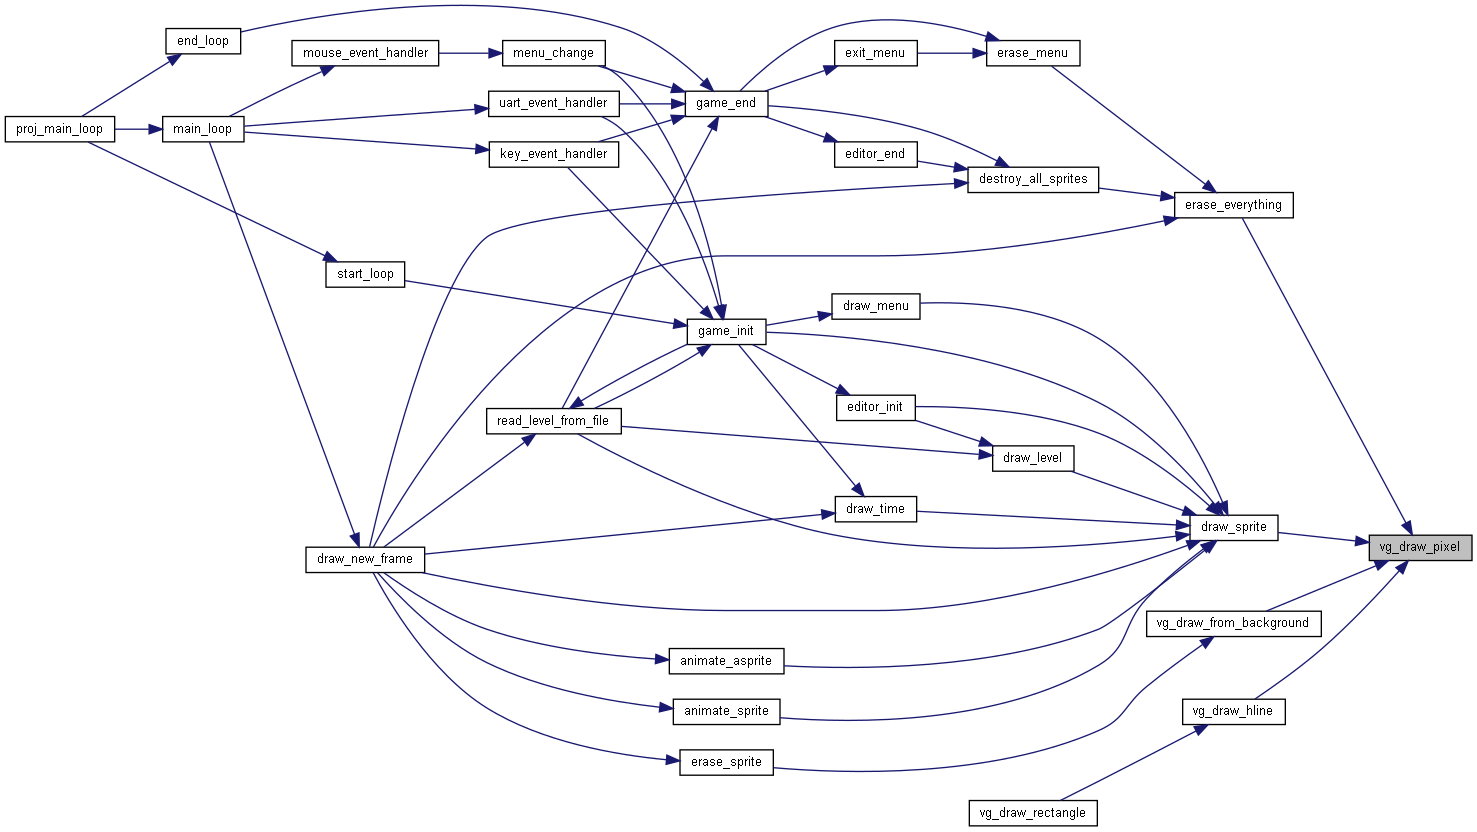 end_loop
mouse_event_handler
menu_change
exit_menu
erase_menu
uart_event_handler
game_end
proj_main_loop
main_loop
key_event_handler
editor_end
destroy_all_sprites
erase_everything
start_loop
draw_menu
game_init
read_level_from_file
editor_init
draw_level
draw_time
draw_sprite
draw_new_frame
vg_draw_pixel
vg_draw_from_background
animate_asprite
animate_sprite
vg_draw_hline
erase_sprite
vg_draw_rectangle